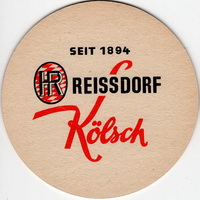 SEIT 1894
HR REISSDORF
Kölsch